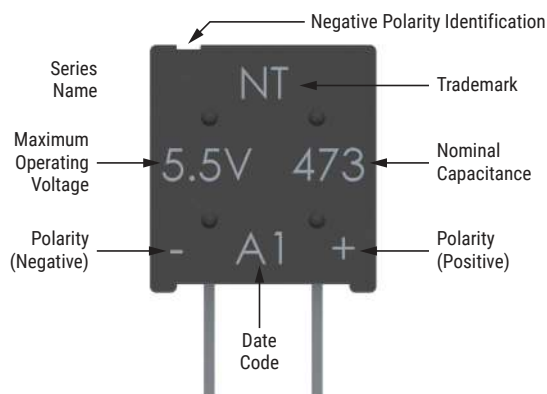 Negative Polarity Identification
Series
Name
NT
Trademark
Maximum
Operating
Voltage
5.5V
473
Nominal
Capacitance
Polarity
(Negative)
-
A1
+
Polarity
(Positive)
Date
Code